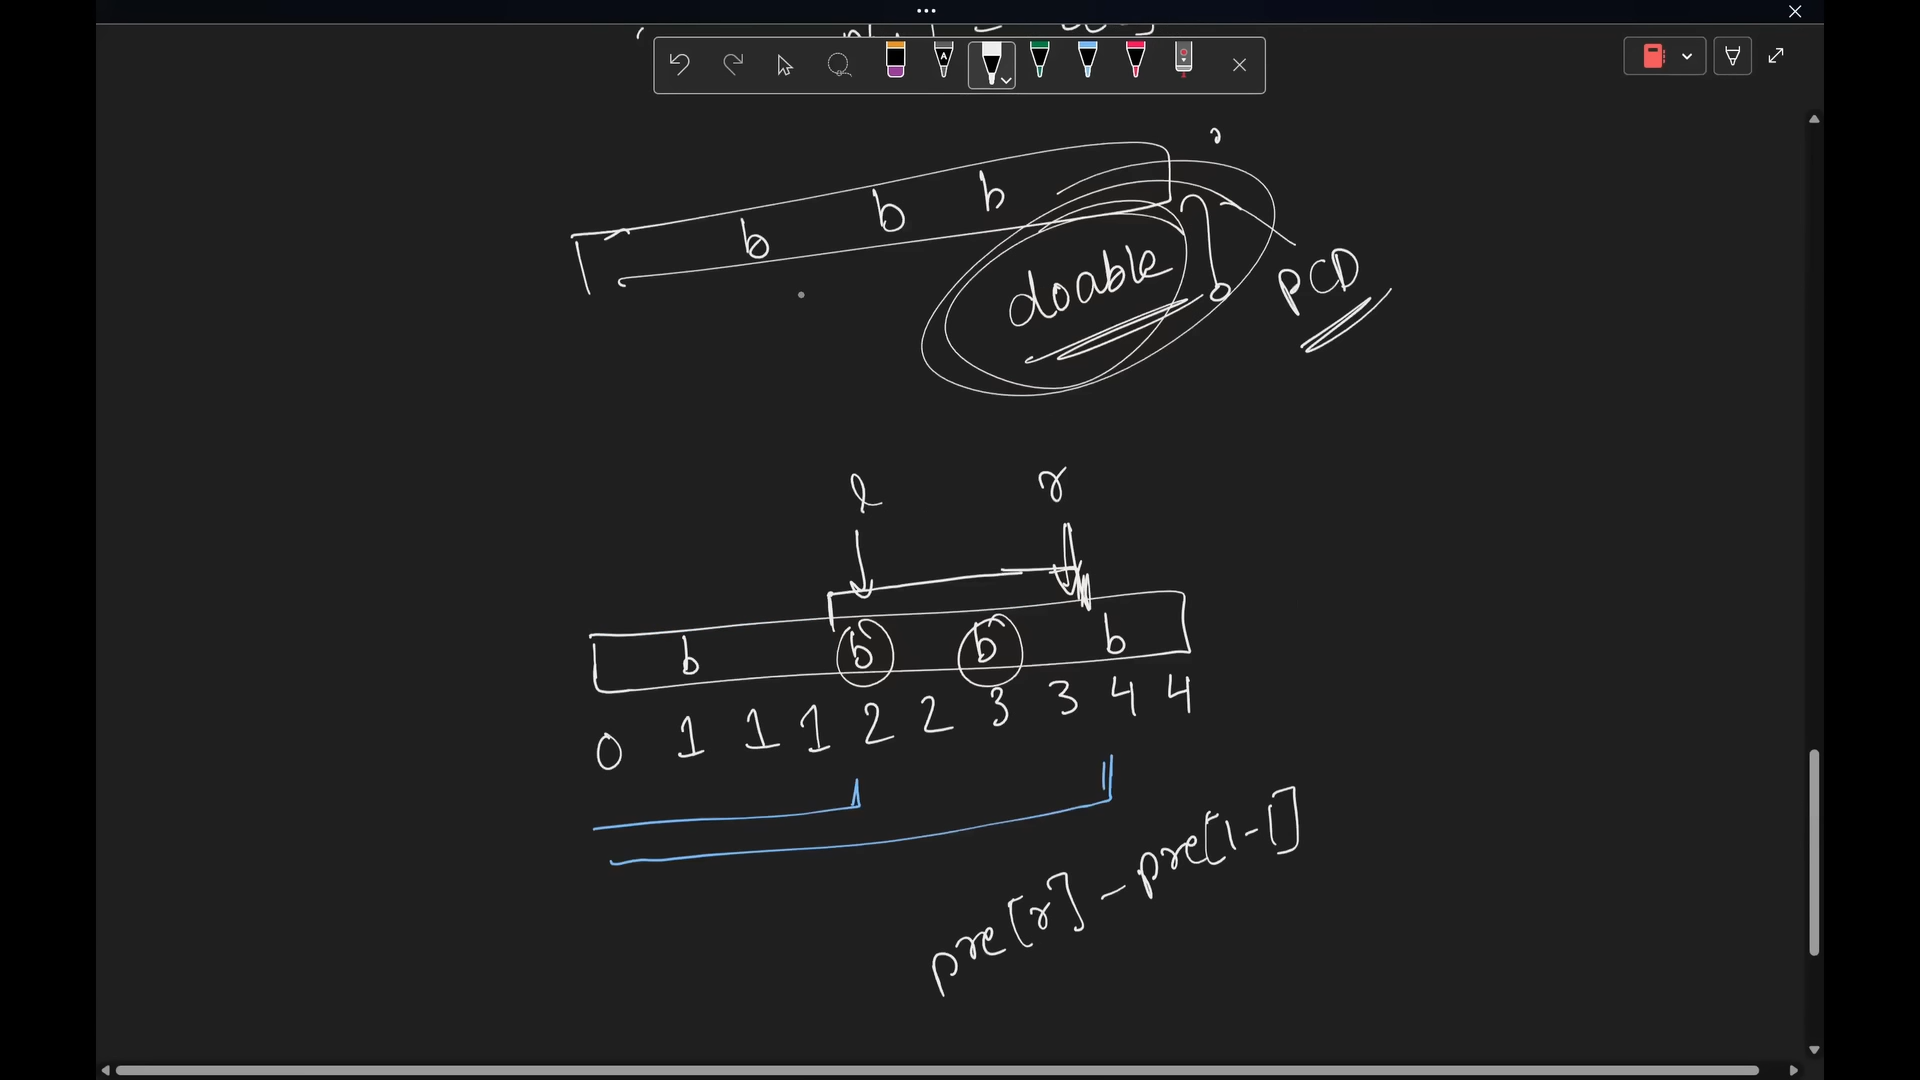 b b b
doable
PCD
l r
b b b b
0 1 1 1 2 2 3 3 4 4
pre[r] - pre[l-1]